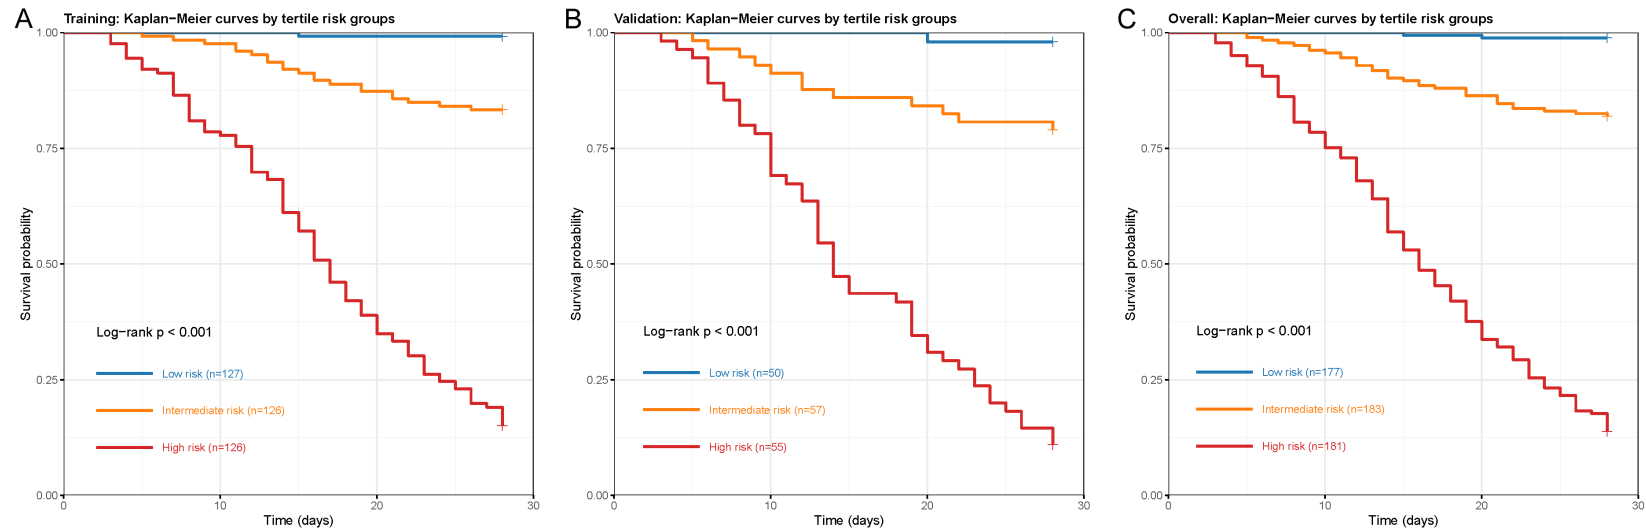 A
Training: Kaplan−Meier curves by tertile risk groups
1.00
0.75
0.50
0.25
0.00
Survival probability
Log−rank p < 0.001
Low risk (n=127)
Intermediate risk (n=126)
High risk (n=126)
0
10
20
30
Time (days)
B
Validation: Kaplan−Meier curves by tertile risk groups
1.00
0.75
0.50
0.25
0.00
Survival probability
Log−rank p < 0.001
Low risk (n=50)
Intermediate risk (n=57)
High risk (n=55)
0
10
20
30
Time (days)
C
Overall: Kaplan−Meier curves by tertile risk groups
1.00
0.75
0.50
0.25
0.00
Survival probability
Log−rank p < 0.001
Low risk (n=177)
Intermediate risk (n=183)
High risk (n=181)
0
10
20
30
Time (days)